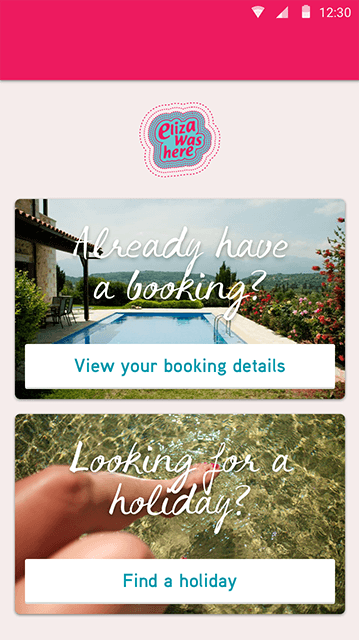 12:30
eliza
was
here
Already have
a booking?
View your booking details
Looking for a
holiday?
Find a holiday